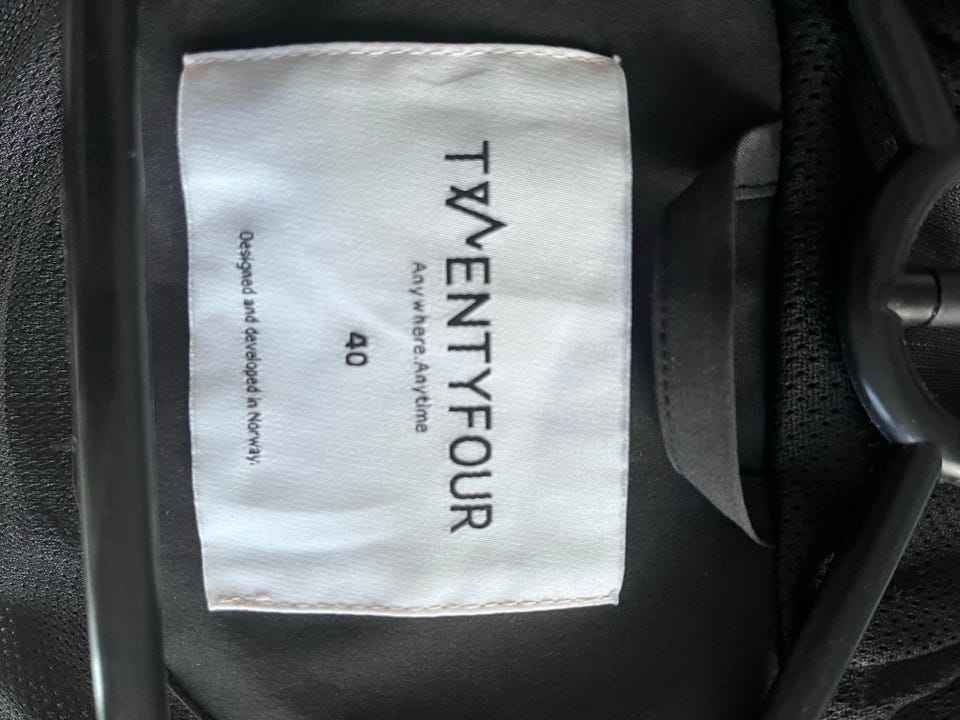 TWENTYFOUR
Anywhere.Anytime
40
Designed and developed in Norway.